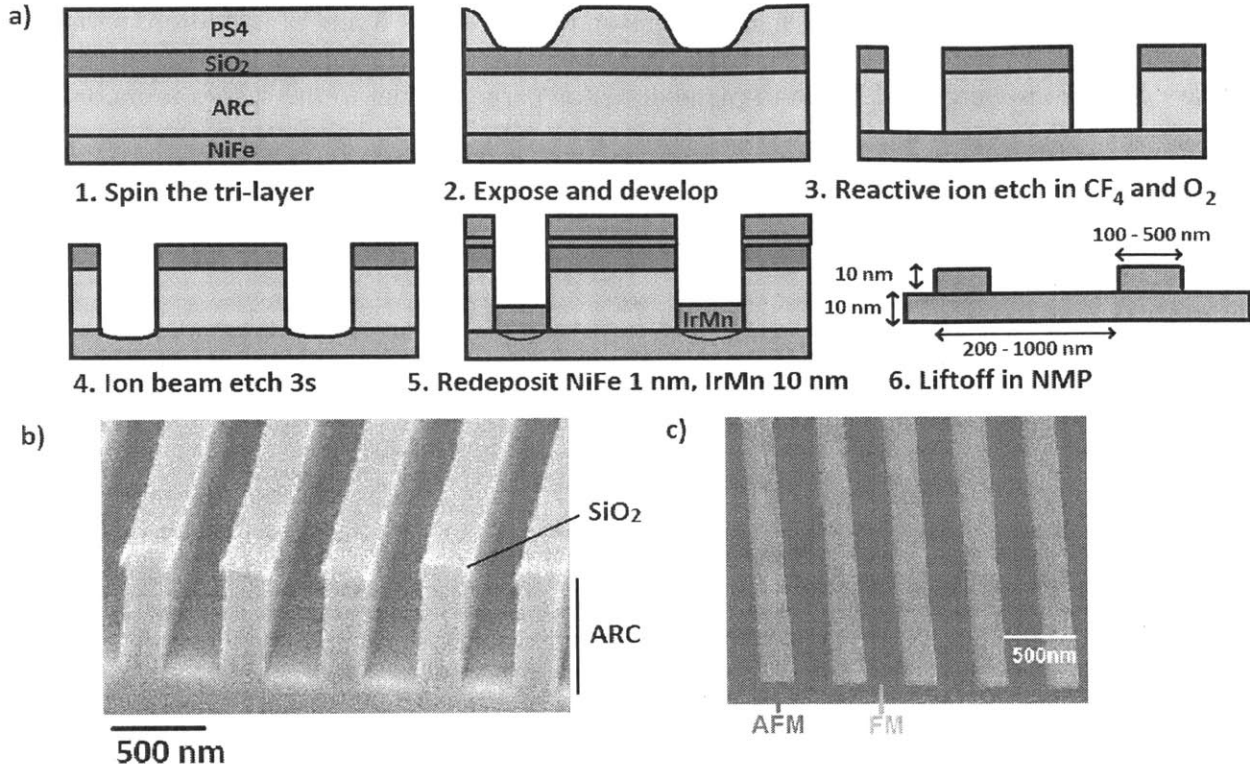 a)
PS4
SiO₂
ARC
NiFe
1. Spin the tri-layer
2. Expose and develop
3. Reactive ion etch in CF₄ and O₂
4. Ion beam etch 3s
IrMn
5. Redeposit NiFe 1 nm, IrMn 10 nm
100 - 500 nm
10 nm
10 nm
200 - 1000 nm
6. Liftoff in NMP
b)
SiO₂
ARC
500 nm
c)
500nm
AFM
FM